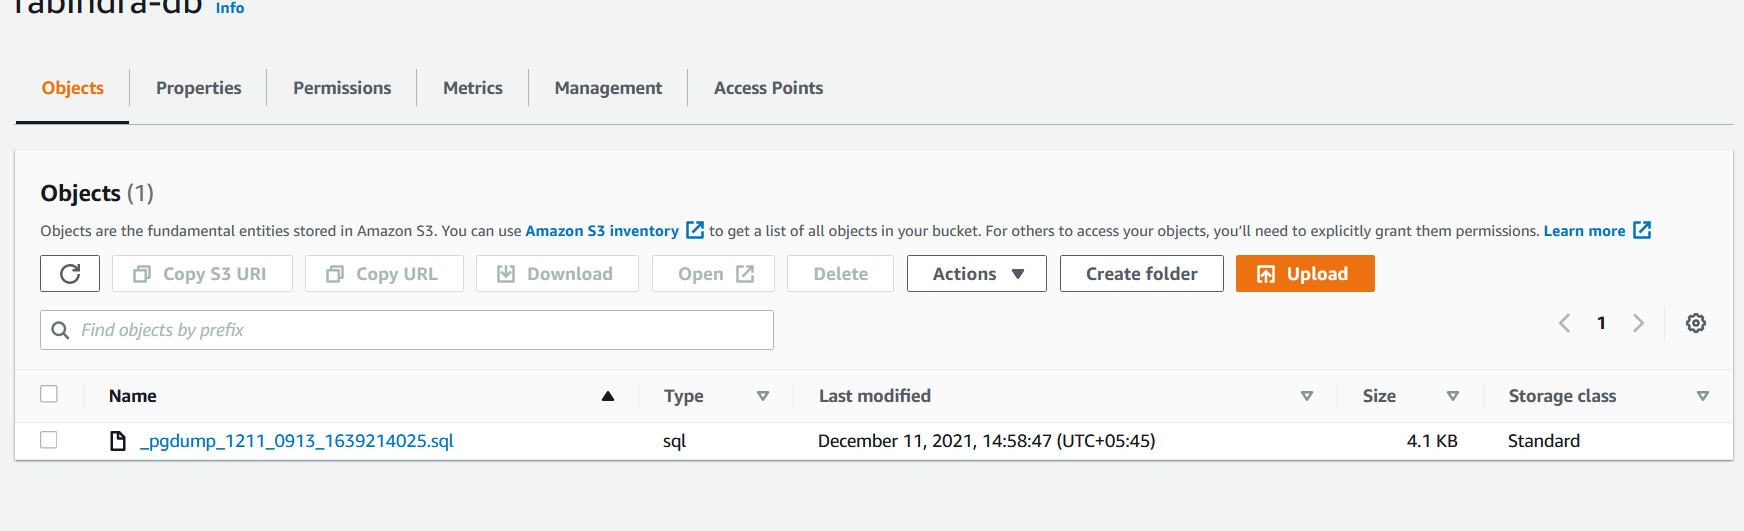 rabindra-db Info
Objects Properties Permissions Metrics Management Access Points
Objects (1)
Objects are the fundamental entities stored in Amazon S3. You can use Amazon S3 inventory to get a list of all objects in your bucket. For others to access your objects, you'll need to explicitly grant them permissions. Learn more
Copy S3 URI Copy URL Download Open Delete Actions Create folder Upload
Find objects by prefix 1
Name Type Last modified Size Storage class
_pgdump_1211_0913_1639214025.sql sql December 11, 2021, 14:58:47 (UTC+05:45) 4.1 KB Standard